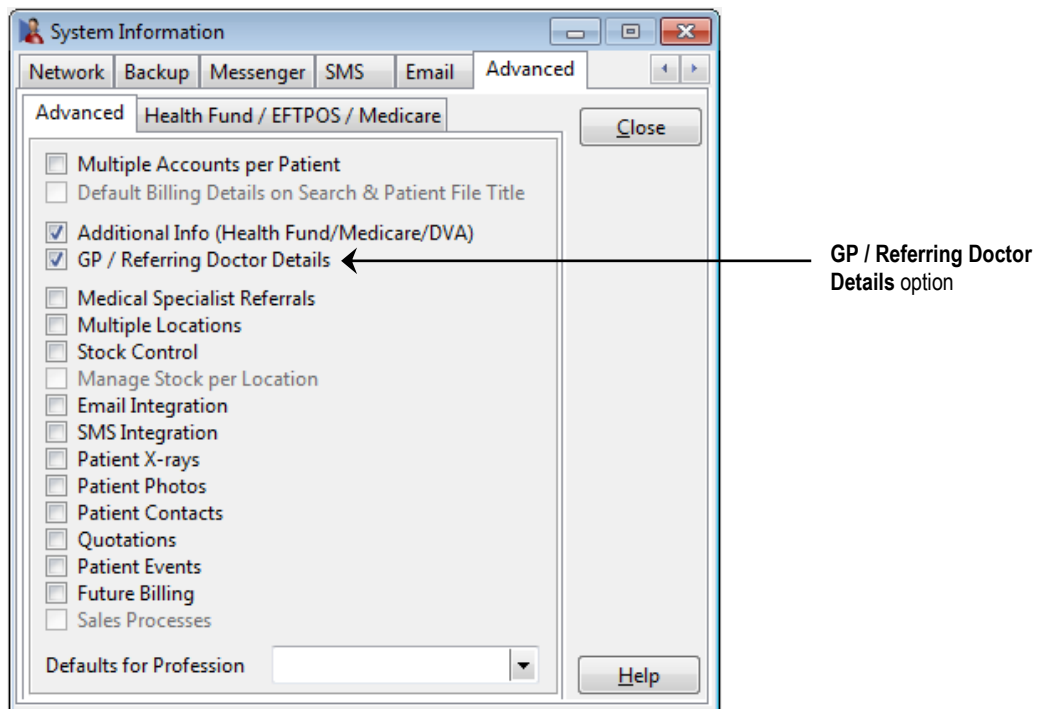 System Information
Network Backup Messenger SMS Email Advanced
Advanced Health Fund / EFTPOS / Medicare
Close
Multiple Accounts per Patient
Default Billing Details on Search & Patient File Title
Additional Info (Health Fund/Medicare/DVA)
GP / Referring Doctor Details
GP / Referring Doctor
Details option
Medical Specialist Referrals
Multiple Locations
Stock Control
Manage Stock per Location
Email Integration
SMS Integration
Patient X-rays
Patient Photos
Patient Contacts
Quotations
Patient Events
Future Billing
Sales Processes
Defaults for Profession
Help